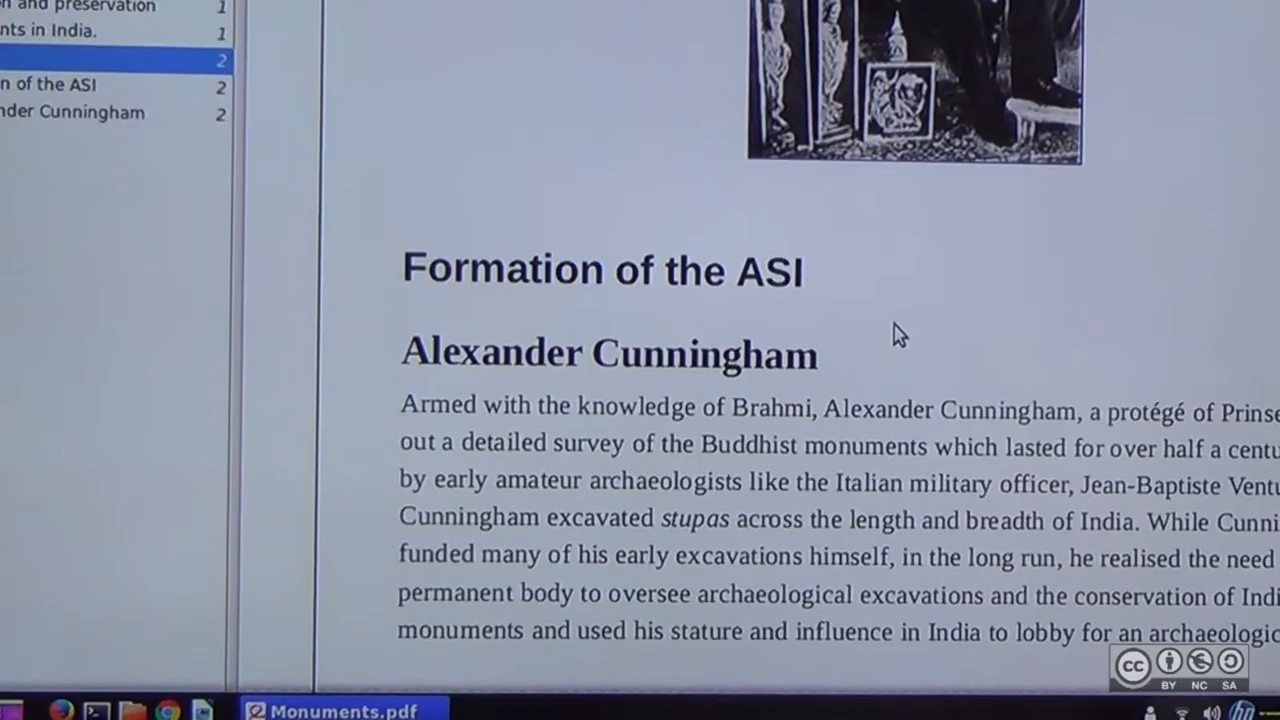 and preservation 1
nts in India. 1
2
n of the ASI 2
nder Cunningham 2
Formation of the ASI
Alexander Cunningham
Armed with the knowledge of Brahmi, Alexander Cunningham, a protégé of Prinse
out a detailed survey of the Buddhist monuments which lasted for over half a centu
by early amateur archaeologists like the Italian military officer, Jean-Baptiste Ventu
Cunningham excavated stupas across the length and breadth of India. While Cunni
funded many of his early excavations himself, in the long run, he realised the need
permanent body to oversee archaeological excavations and the conservation of Indi
monuments and used his stature and influence in India to lobby for an archaeologic
cc
BY NC SA
Monuments.pdf
hp